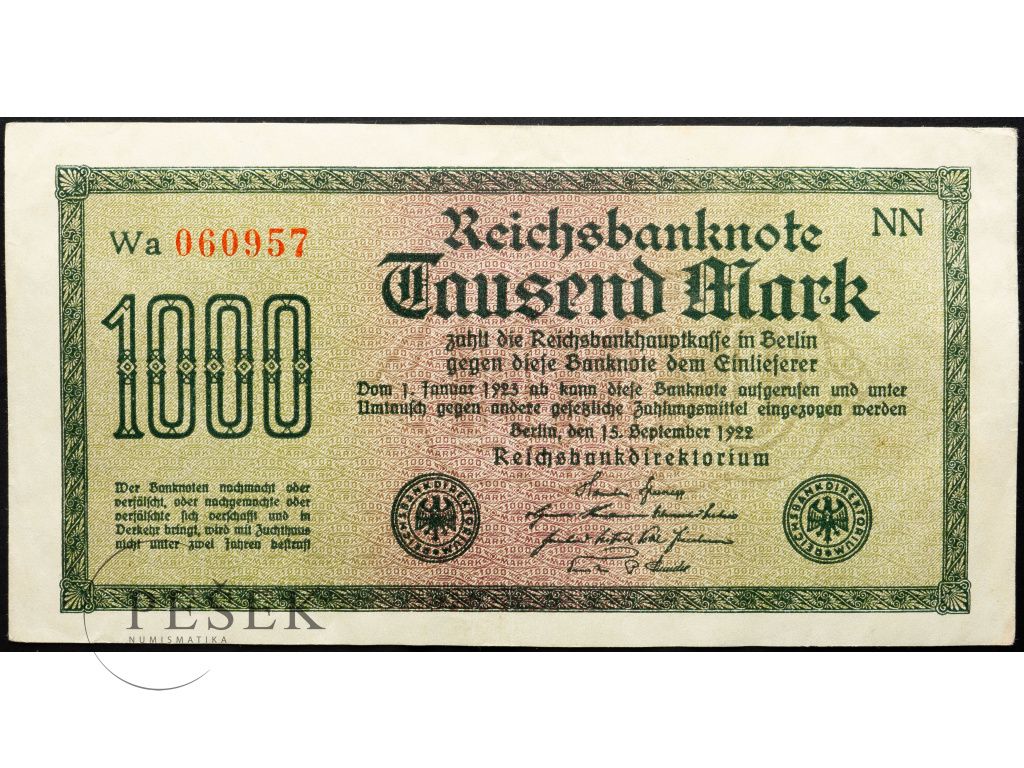 Wa 060957
NN
Reichsbanknote
Tausend Mark
1000
zahlt die Reichsbankhauptkasse in Berlin
gegen diese Banknote dem Einlieferer
Vom 1. Januar 1923 ab kann diese Banknote aufgerufen und unter
Umtausch gegen andere gesetzliche Zahlungsmittel eingezogen werden
Berlin, den 15. September 1922
Reichsbankdirektorium
Wer Banknoten nachmacht oder
verfälscht, oder nachgemachte oder
verfälschte sich verschafft und in
Verkehr bringt, wird mit Zuchthaus
nicht unter zwei Jahren bestraft
REICHSBANKDIREKTORIUM
REICHSBANKDIREKTORIUM
PEŠEK
NUMISMATIKA